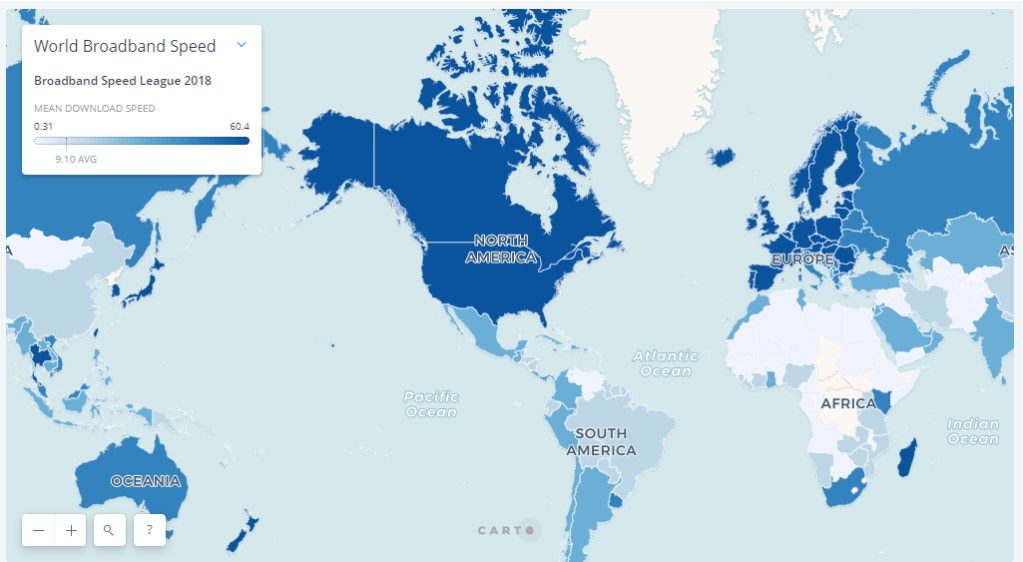 World Broadband Speed
Broadband Speed League 2018
MEAN DOWNLOAD SPEED
0.31 60.4
9.10 AVG
NORTH
AMERICA
A
EUROPE
AS
Atlantic
Ocean
Pacific
Ocean
AFRICA
Indian
Ocean
SOUTH
AMERICA
OCEANIA
− + ?
CARTO